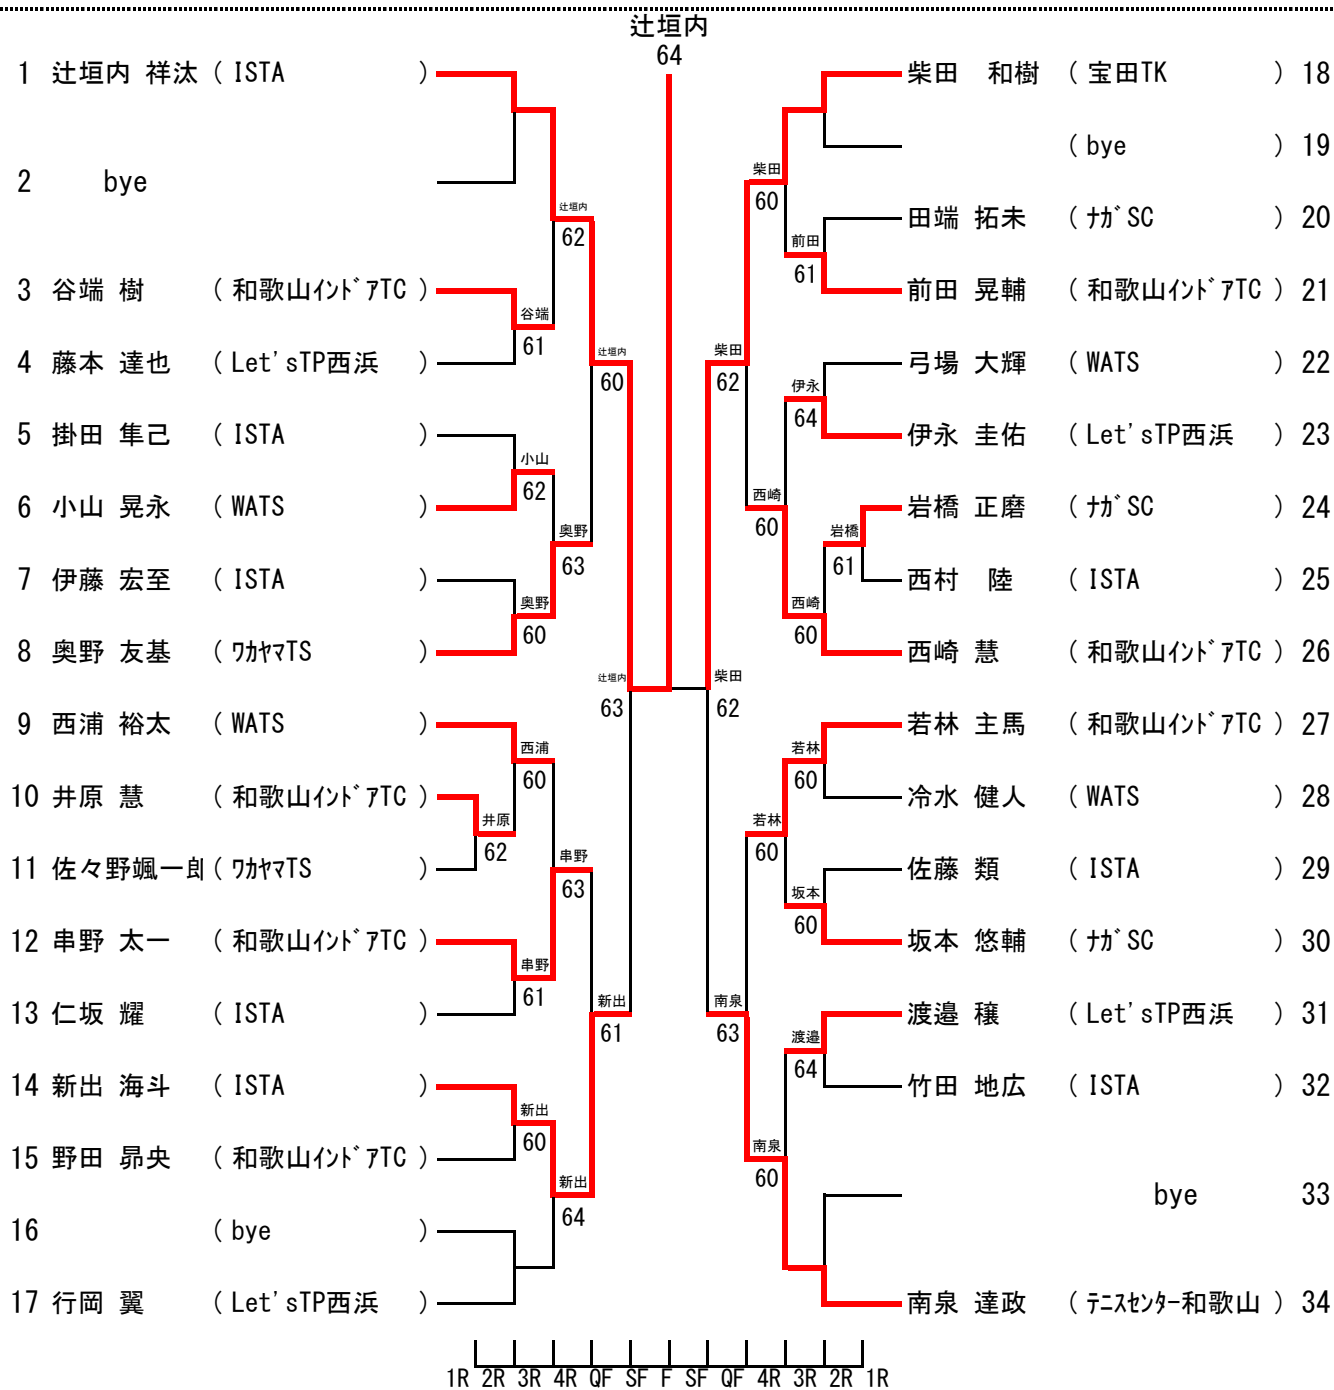 辻垣内
64
1 辻垣内 祥汰 ( ISTA )
2 bye
3 谷端 樹 ( 和歌山ｲﾝﾄﾞｱTC )
4 藤本 達也 ( Let'sTP西浜 )
5 掛田 隼己 ( ISTA )
6 小山 晃永 ( WATS )
7 伊藤 宏至 ( ISTA )
8 奥野 友基 ( ﾜｶﾔﾏTS )
9 西浦 裕太 ( WATS )
10 井原 慧 ( 和歌山ｲﾝﾄﾞｱTC )
11 佐々野颯一郎 ( ﾜｶﾔﾏTS )
12 串野 太一 ( 和歌山ｲﾝﾄﾞｱTC )
13 仁坂 耀 ( ISTA )
14 新出 海斗 ( ISTA )
15 野田 昴央 ( 和歌山ｲﾝﾄﾞｱTC )
16 ( bye )
17 行岡 翼 ( Let'sTP西浜 )
井原
62
谷端
61
小山
62
奥野
60
西浦
60
串野
61
新出
60
辻垣内
62
奥野
63
串野
63
新出
64
辻垣内
60
新出
61
辻垣内
63
柴田
62
柴田
62
南泉
63
柴田
60
西崎
60
若林
60
南泉
60
前田
61
伊永
64
西崎
60
若林
60
坂本
60
渡邉
64
岩橋
61
柴田 和樹 ( 宝田TK ) 18
( bye ) 19
田端 拓未 ( ﾅｶﾞSC ) 20
前田 晃輔 ( 和歌山ｲﾝﾄﾞｱTC ) 21
弓場 大輝 ( WATS ) 22
伊永 圭佑 ( Let'sTP西浜 ) 23
岩橋 正磨 ( ﾅｶﾞSC ) 24
西村 陸 ( ISTA ) 25
西崎 慧 ( 和歌山ｲﾝﾄﾞｱTC ) 26
若林 主馬 ( 和歌山ｲﾝﾄﾞｱTC ) 27
冷水 健人 ( WATS ) 28
佐藤 類 ( ISTA ) 29
坂本 悠輔 ( ﾅｶﾞSC ) 30
渡邉 穣 ( Let'sTP西浜 ) 31
竹田 地広 ( ISTA ) 32
bye 33
南泉 達政 ( ﾃﾆｽｾﾝﾀｰ和歌山 ) 34
1R 2R 3R 4R QF SF F SF QF 4R 3R 2R 1R